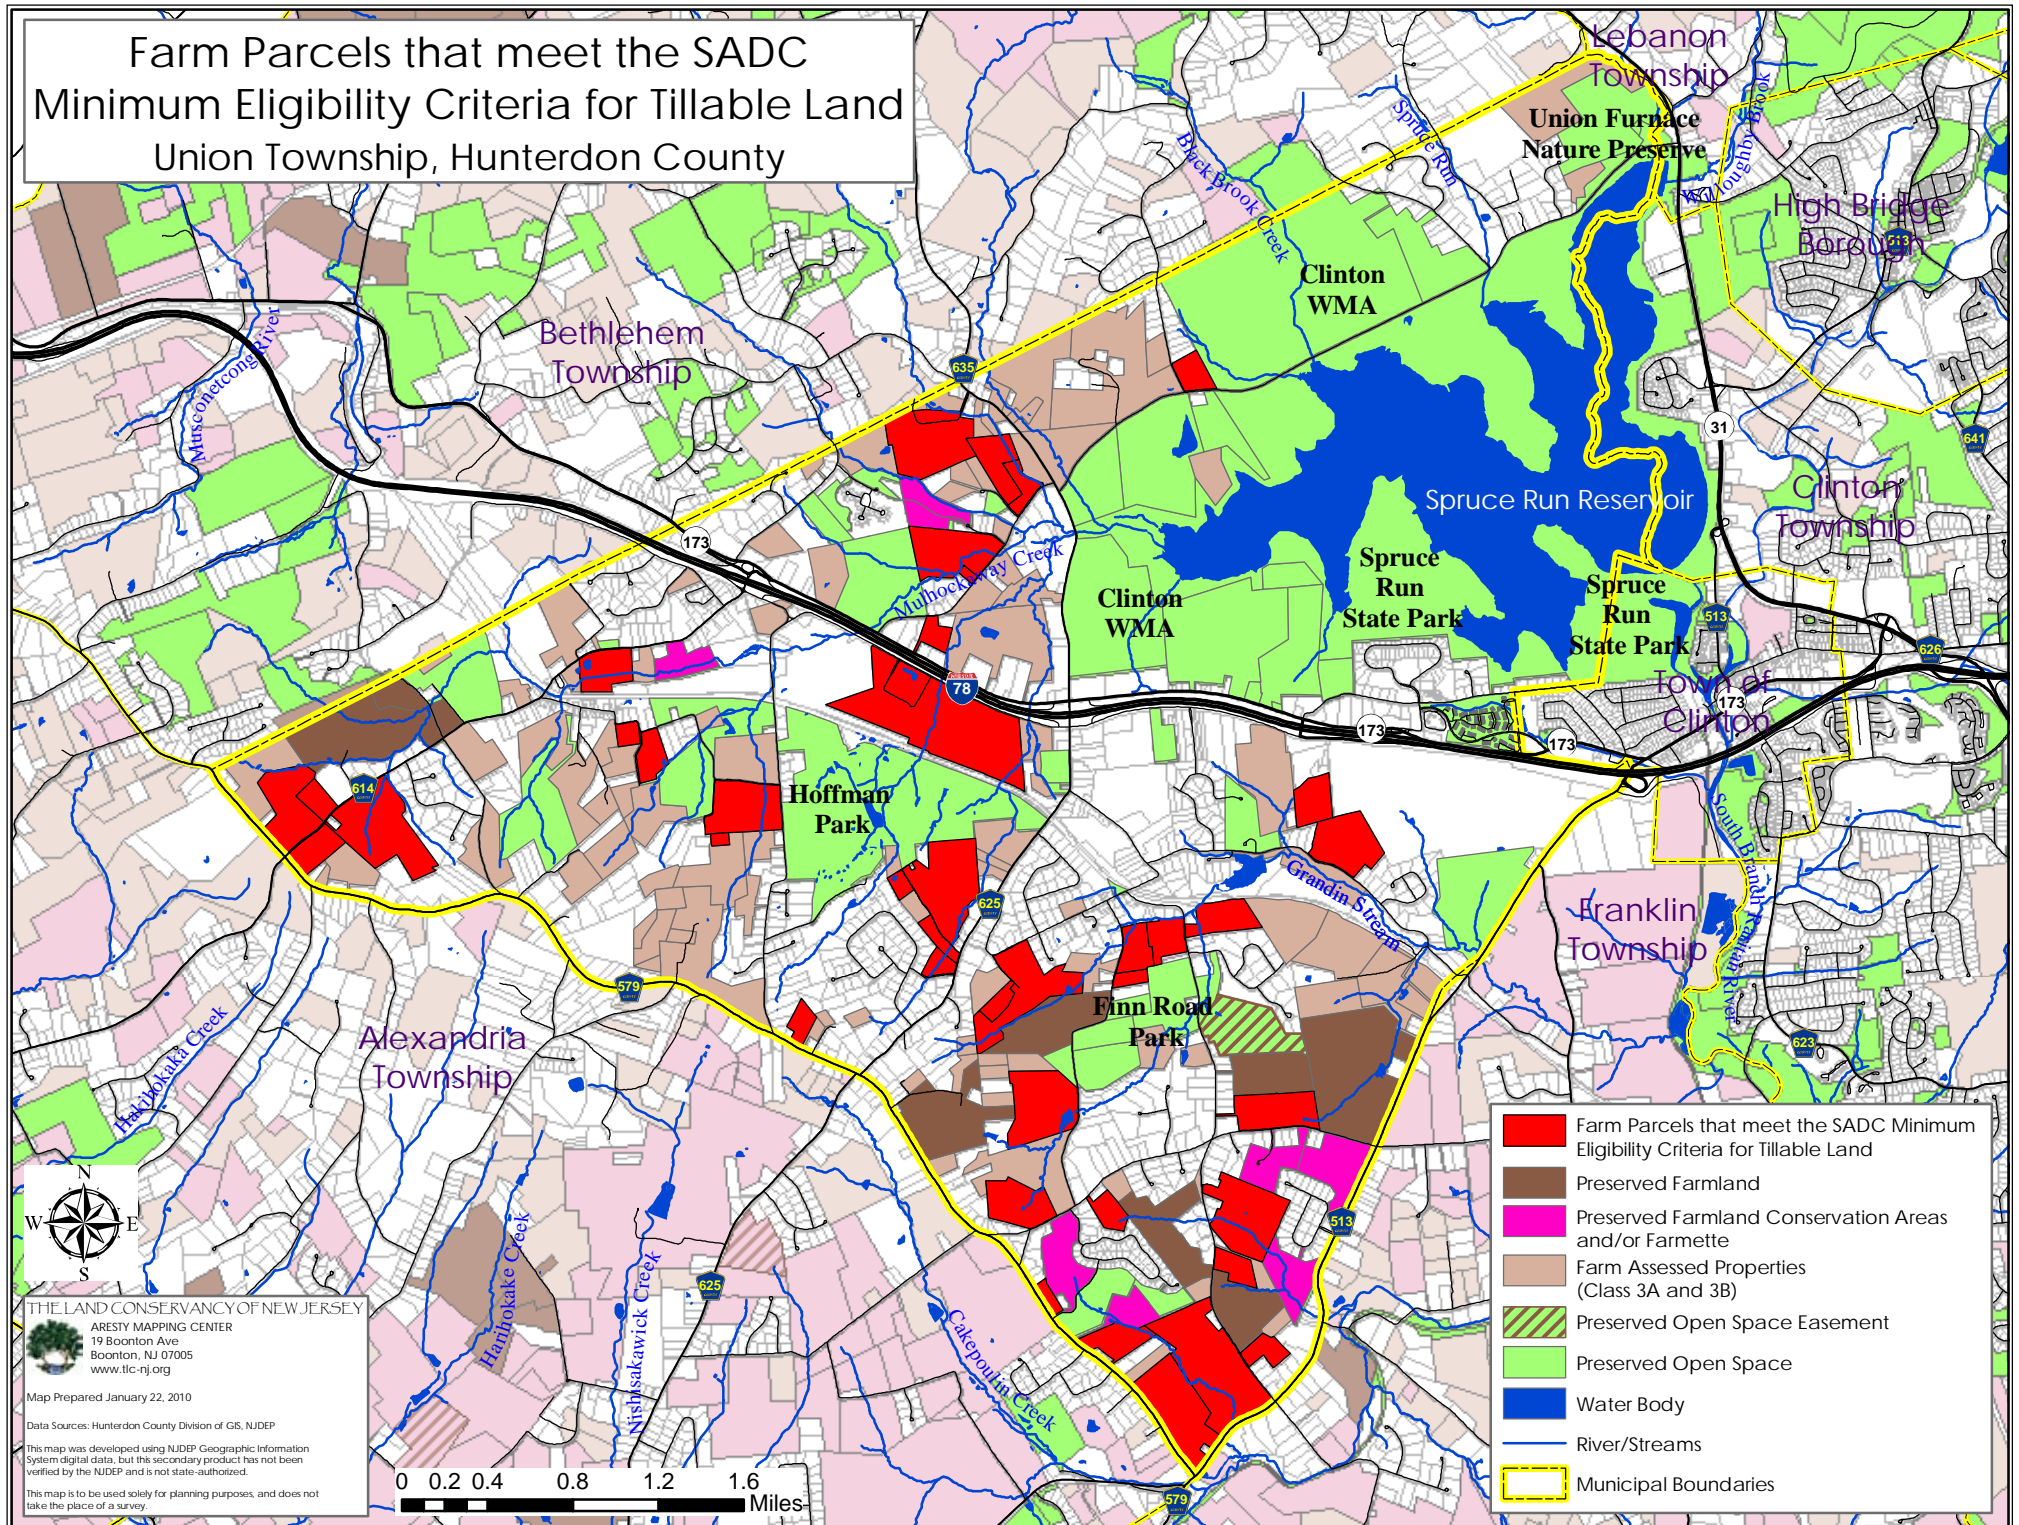 Farm Parcels that meet the SADC
Minimum Eligibility Criteria for Tillable Land
Union Township, Hunterdon County
Lebanon
Township
Union Furnace
Nature Preserve
Willoughby Brook
Spruce Run
Black Brook Creek
High Bridge
Borough
513
Clinton
WMA
Musconetcong River
Bethlehem
Township
635
31
641
Spruce Run Reservoir
Clinton
Township
173
Mulhockaway Creek
Clinton
WMA
Spruce
Run
State Park
Spruce
Run
State Park
513
626
78
Town of
Clinton
173
173
173
614
Hoffman
Park
South Branch Raritan River
Grandin Stream
625
Franklin
Township
579
Finn Road
Park
Hakihokake Creek
Alexandria
Township
623
513
Harihokake Creek
Nishisakawick Creek
625
Cakepoulin Creek
579
N
W
E
S
THE LAND CONSERVANCY OF NEW JERSEY
ARESTY MAPPING CENTER
19 Boonton Ave
Boonton, NJ 07005
www.tlc-nj.org
Map Prepared January 22, 2010
Data Sources: Hunterdon County Division of GIS, NJDEP
This map was developed using NJDEP Geographic Information
System digital data, but this secondary product has not been
verified by the NJDEP and is not state-authorized.
This map is to be used solely for planning purposes, and does not
take the place of a survey.
0 0.2 0.4 0.8 1.2 1.6
Miles
Farm Parcels that meet the SADC Minimum
Eligibility Criteria for Tillable Land
Preserved Farmland
Preserved Farmland Conservation Areas
and/or Farmette
Farm Assessed Properties
(Class 3A and 3B)
Preserved Open Space Easement
Preserved Open Space
Water Body
River/Streams
Municipal Boundaries